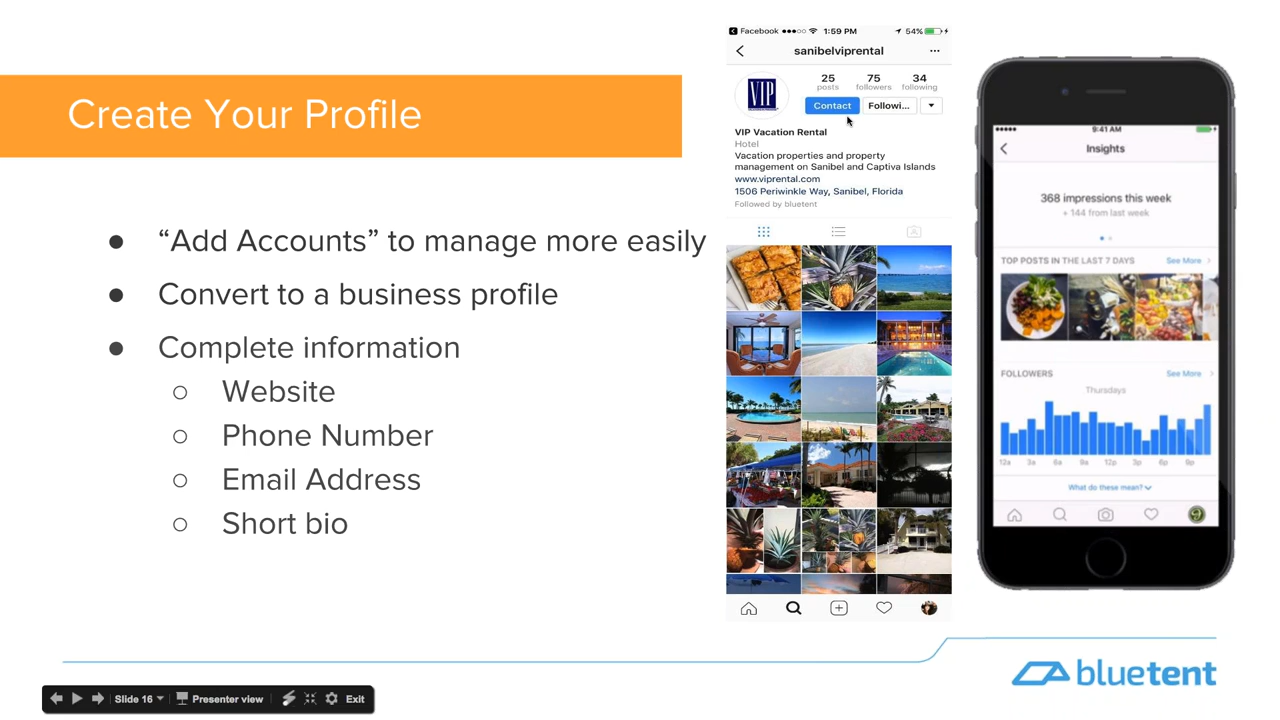 Create Your Profile
● “Add Accounts” to manage more easily
● Convert to a business profile
● Complete information
○ Website
○ Phone Number
○ Email Address
○ Short bio
Facebook 1:59 PM 54%
sanibelviprental
VIP
25 75 34
posts followers following
Contact Followi...
VIP Vacation Rental
Hotel
Vacation properties and property
management on Sanibel and Captiva Islands
www.viprental.com
1506 Periwinkle Way, Sanibel, Florida
Followed by bluetent
9:41 AM
Insights
368 impressions this week
+ 144 from last week
TOP POSTS IN THE LAST 7 DAYS See More
FOLLOWERS See More
Thursdays
12a 3a 6a 9a 12p 3p 6p 9p
What do these mean?
bluetent
Slide 16 Presenter view Exit